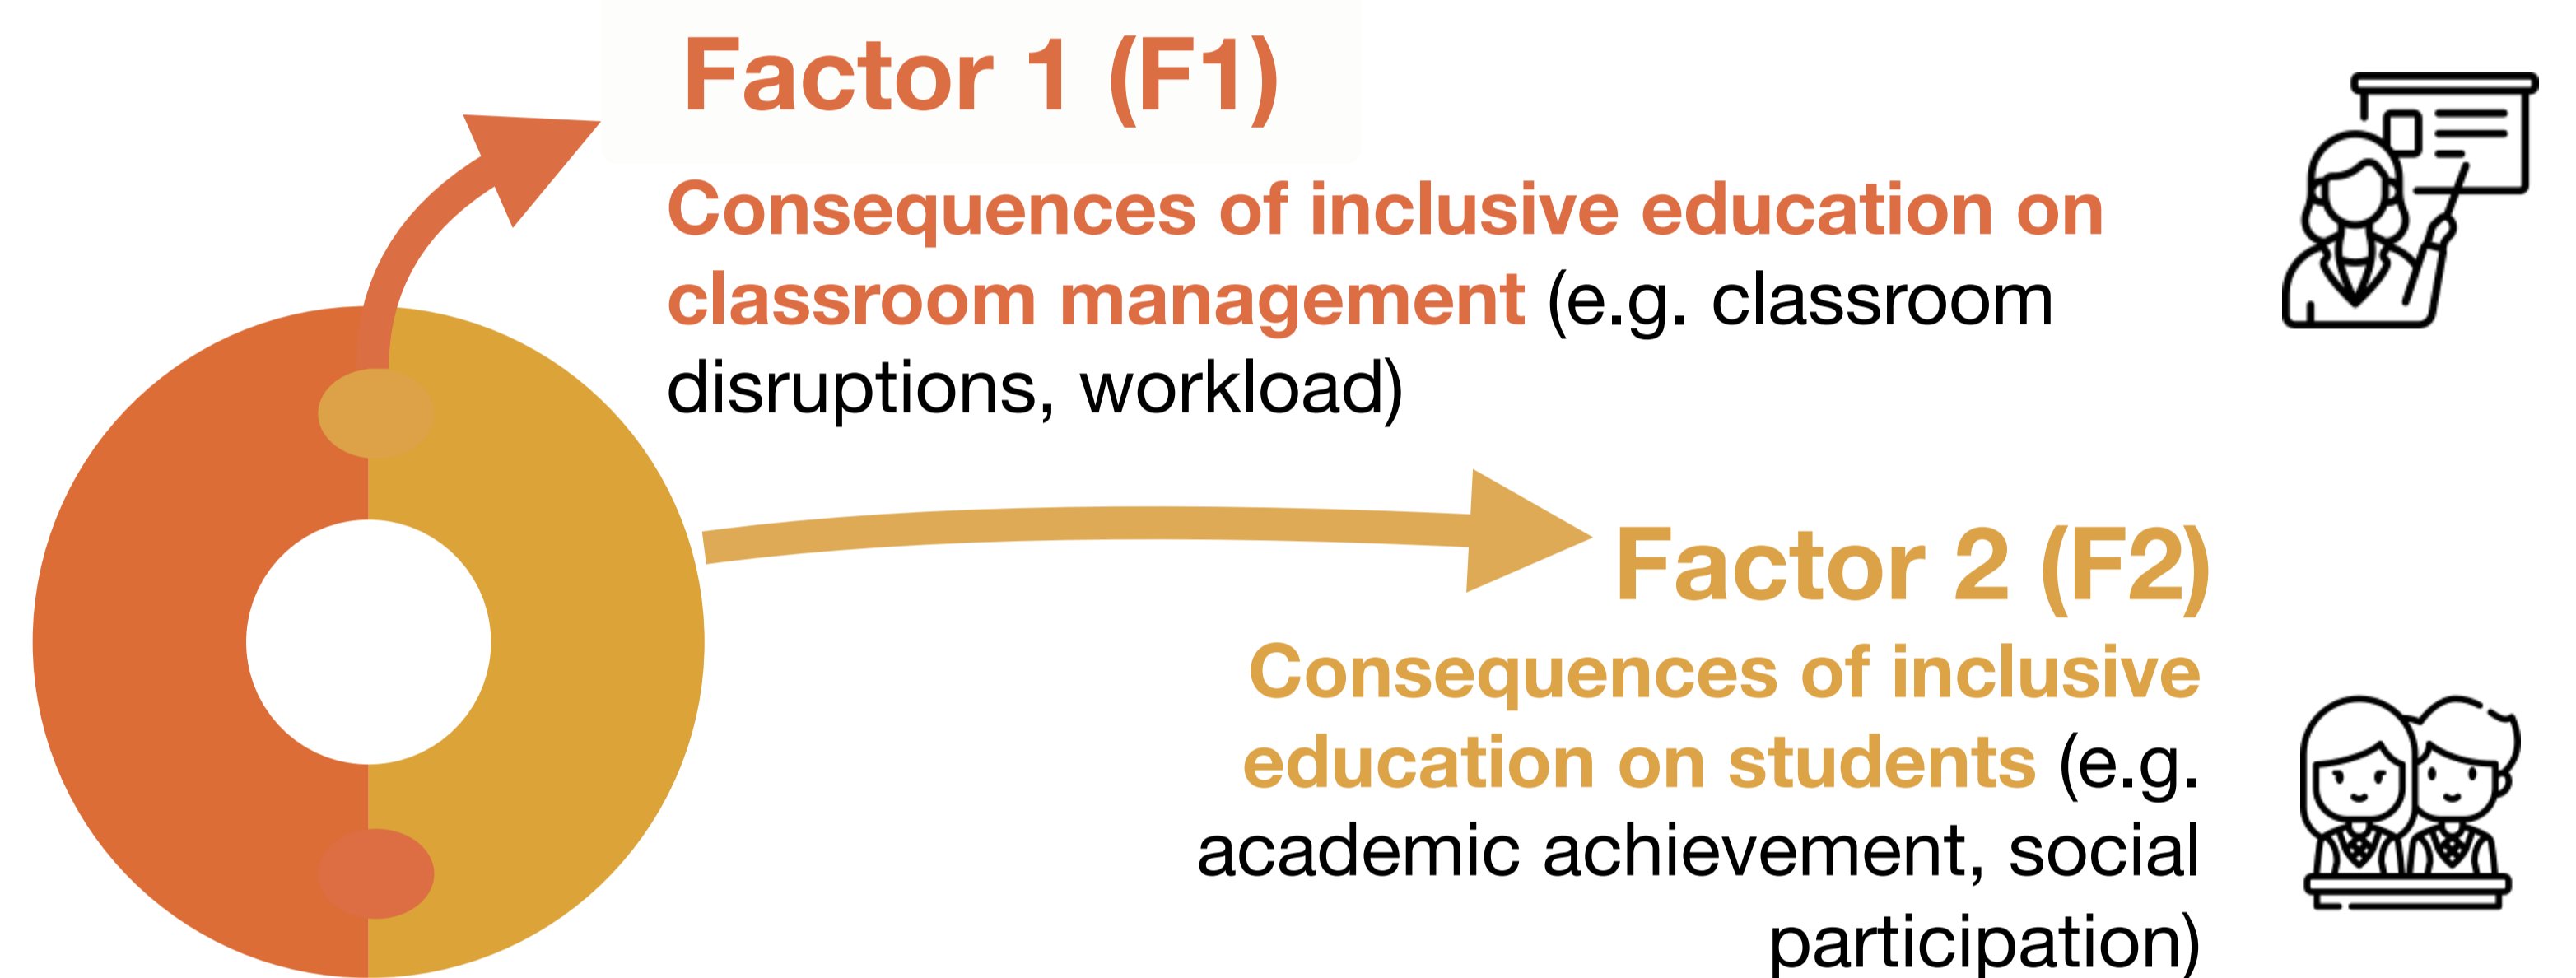 Factor 1 (F1)
Consequences of inclusive education on
classroom management (e.g. classroom
disruptions, workload)
Factor 2 (F2)
Consequences of inclusive
education on students (e.g.
academic achievement, social
participation)